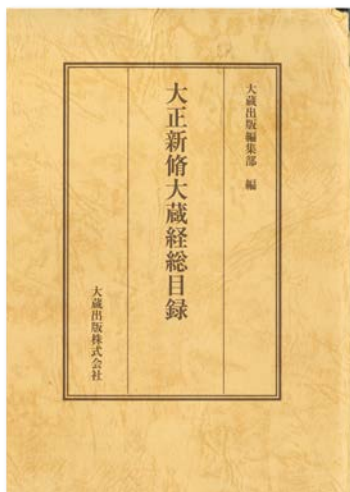 大蔵出版編集部 編
大正新脩大蔵経総目録
大蔵出版株式会社